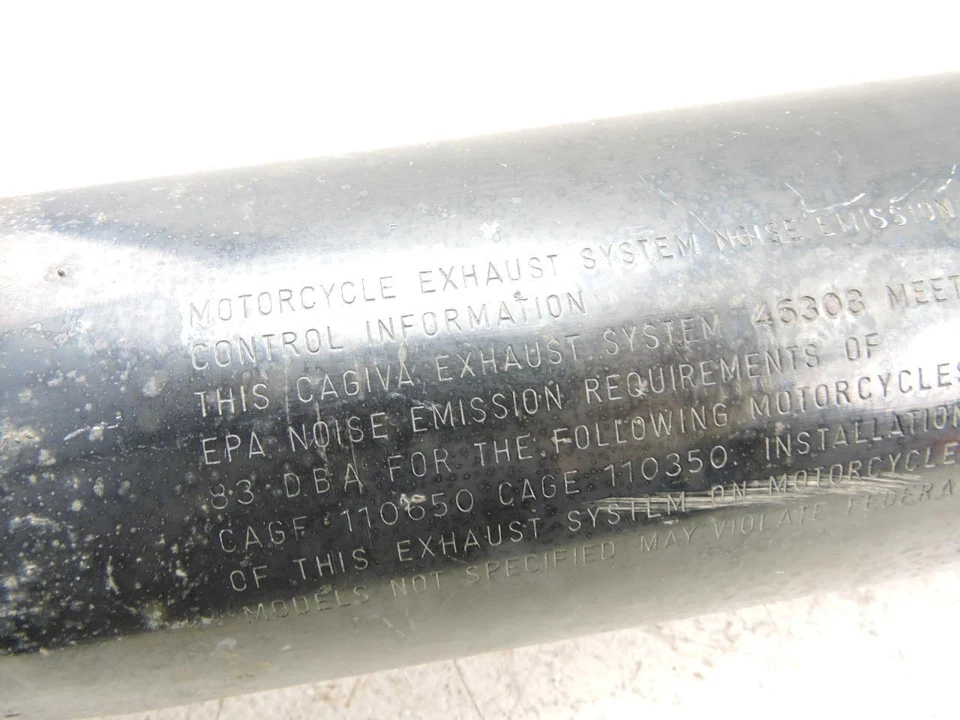 MOTORCYCLE EXHAUST SYSTEM NOISE EMISSION
CONTROL INFORMATION
THIS CAGIVA EXHAUST SYSTEM 46303 MEET
EPA NOISE EMISSION REQUIREMENTS OF
83 DBA FOR THE FOLLOWING MOTORCYCLES
CAGF 110650 CAGE 110350. INSTALLATION
OF THIS EXHAUST SYSTEM ON MOTORCYCLE
MODELS NOT SPECIFIED MAY VIOLATE FEDERA